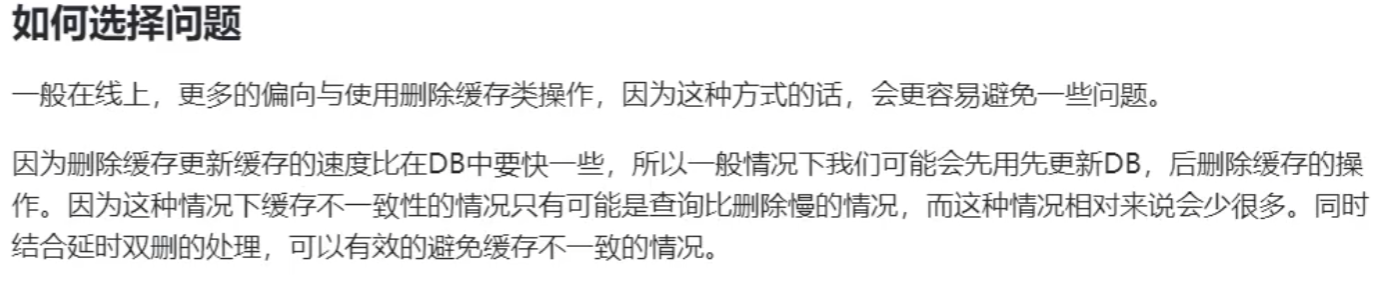 如何选择问题
一般在线上，更多的偏向与使用删除缓存类操作，因为这种方式的话，会更容易避免一些问题。
因为删除缓存更新缓存的速度比在DB中要快一些，所以一般情况下我们可能会先用先更新DB，后删除缓存的操
作。因为这种情况下缓存不一致性的情况只有可能是查询比删除慢的情况，而这种情况相对来说会少很多。同时
结合延时双删的处理，可以有效的避免缓存不一致的情况。